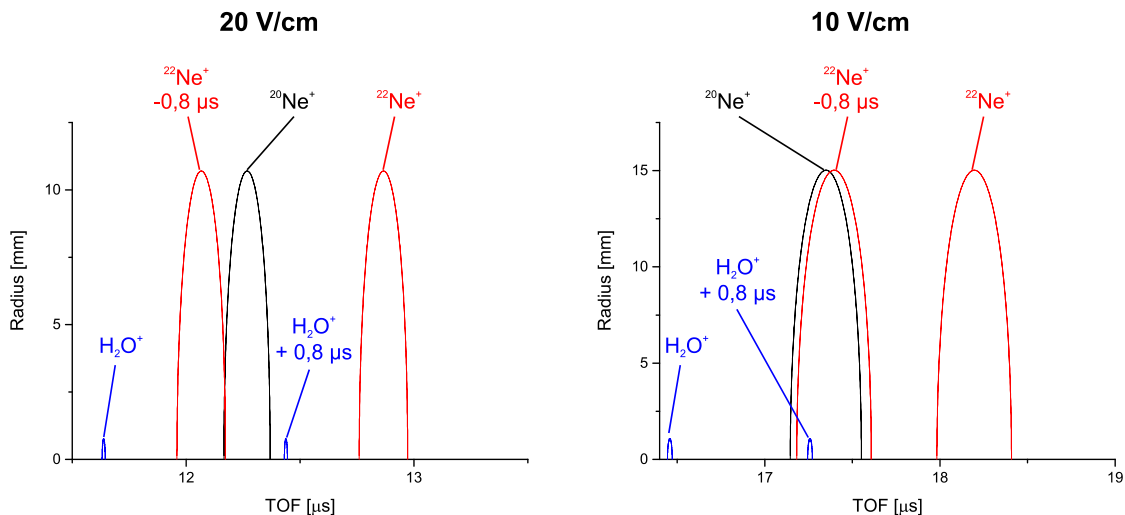 20 V/cm
²²Ne⁺
-0,8 µs
²⁰Ne⁺
²²Ne⁺
H₂O⁺
H₂O⁺
+ 0,8 µs
Radius [mm]
10
5
0
12
13
TOF [µs]
10 V/cm
²⁰Ne⁺
²²Ne⁺
-0,8 µs
²²Ne⁺
H₂O⁺
+ 0,8 µs
H₂O⁺
Radius [mm]
15
10
5
0
17
18
19
TOF [µs]